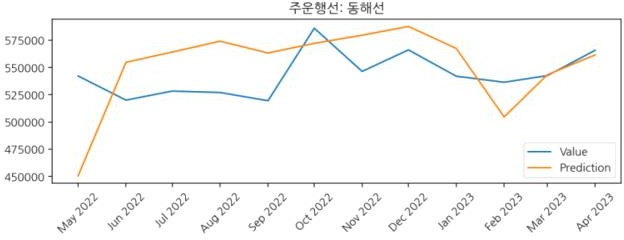 주운행선: 동해선
575000
550000
525000
500000
475000
450000
Value
Prediction
May 2022
Jun 2022
Jul 2022
Aug 2022
Sep 2022
Oct 2022
Nov 2022
Dec 2022
Jan 2023
Feb 2023
Mar 2023
Apr 2023